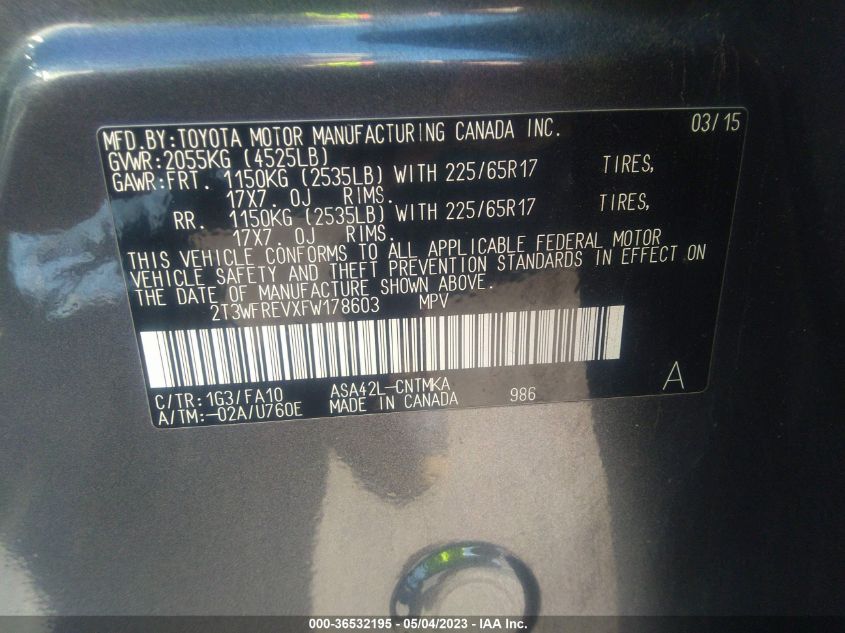 MFD.BY:TOYOTA MOTOR MANUFACTURING CANADA INC. 03/15
GVWR:2055KG (4525LB)
GAWR:FRT. 1150KG (2535LB) WITH 225/65R17 TIRES,
17X7. 0J RIMS.
RR. 1150KG (2535LB) WITH 225/65R17 TIRES,
17X7. 0J RIMS.
THIS VEHICLE CONFORMS TO ALL APPLICABLE FEDERAL MOTOR
VEHICLE SAFETY AND THEFT PREVENTION STANDARDS IN EFFECT ON
THE DATE OF MANUFACTURE SHOWN ABOVE.
2T3WFREVXFW178603 MPV
C/TR:1G3/FA10 ASA42L-CNTMKA
A/TM:-02A/U760E MADE IN CANADA 986 A
000-36532195 - 05/04/2023 - IAA Inc.